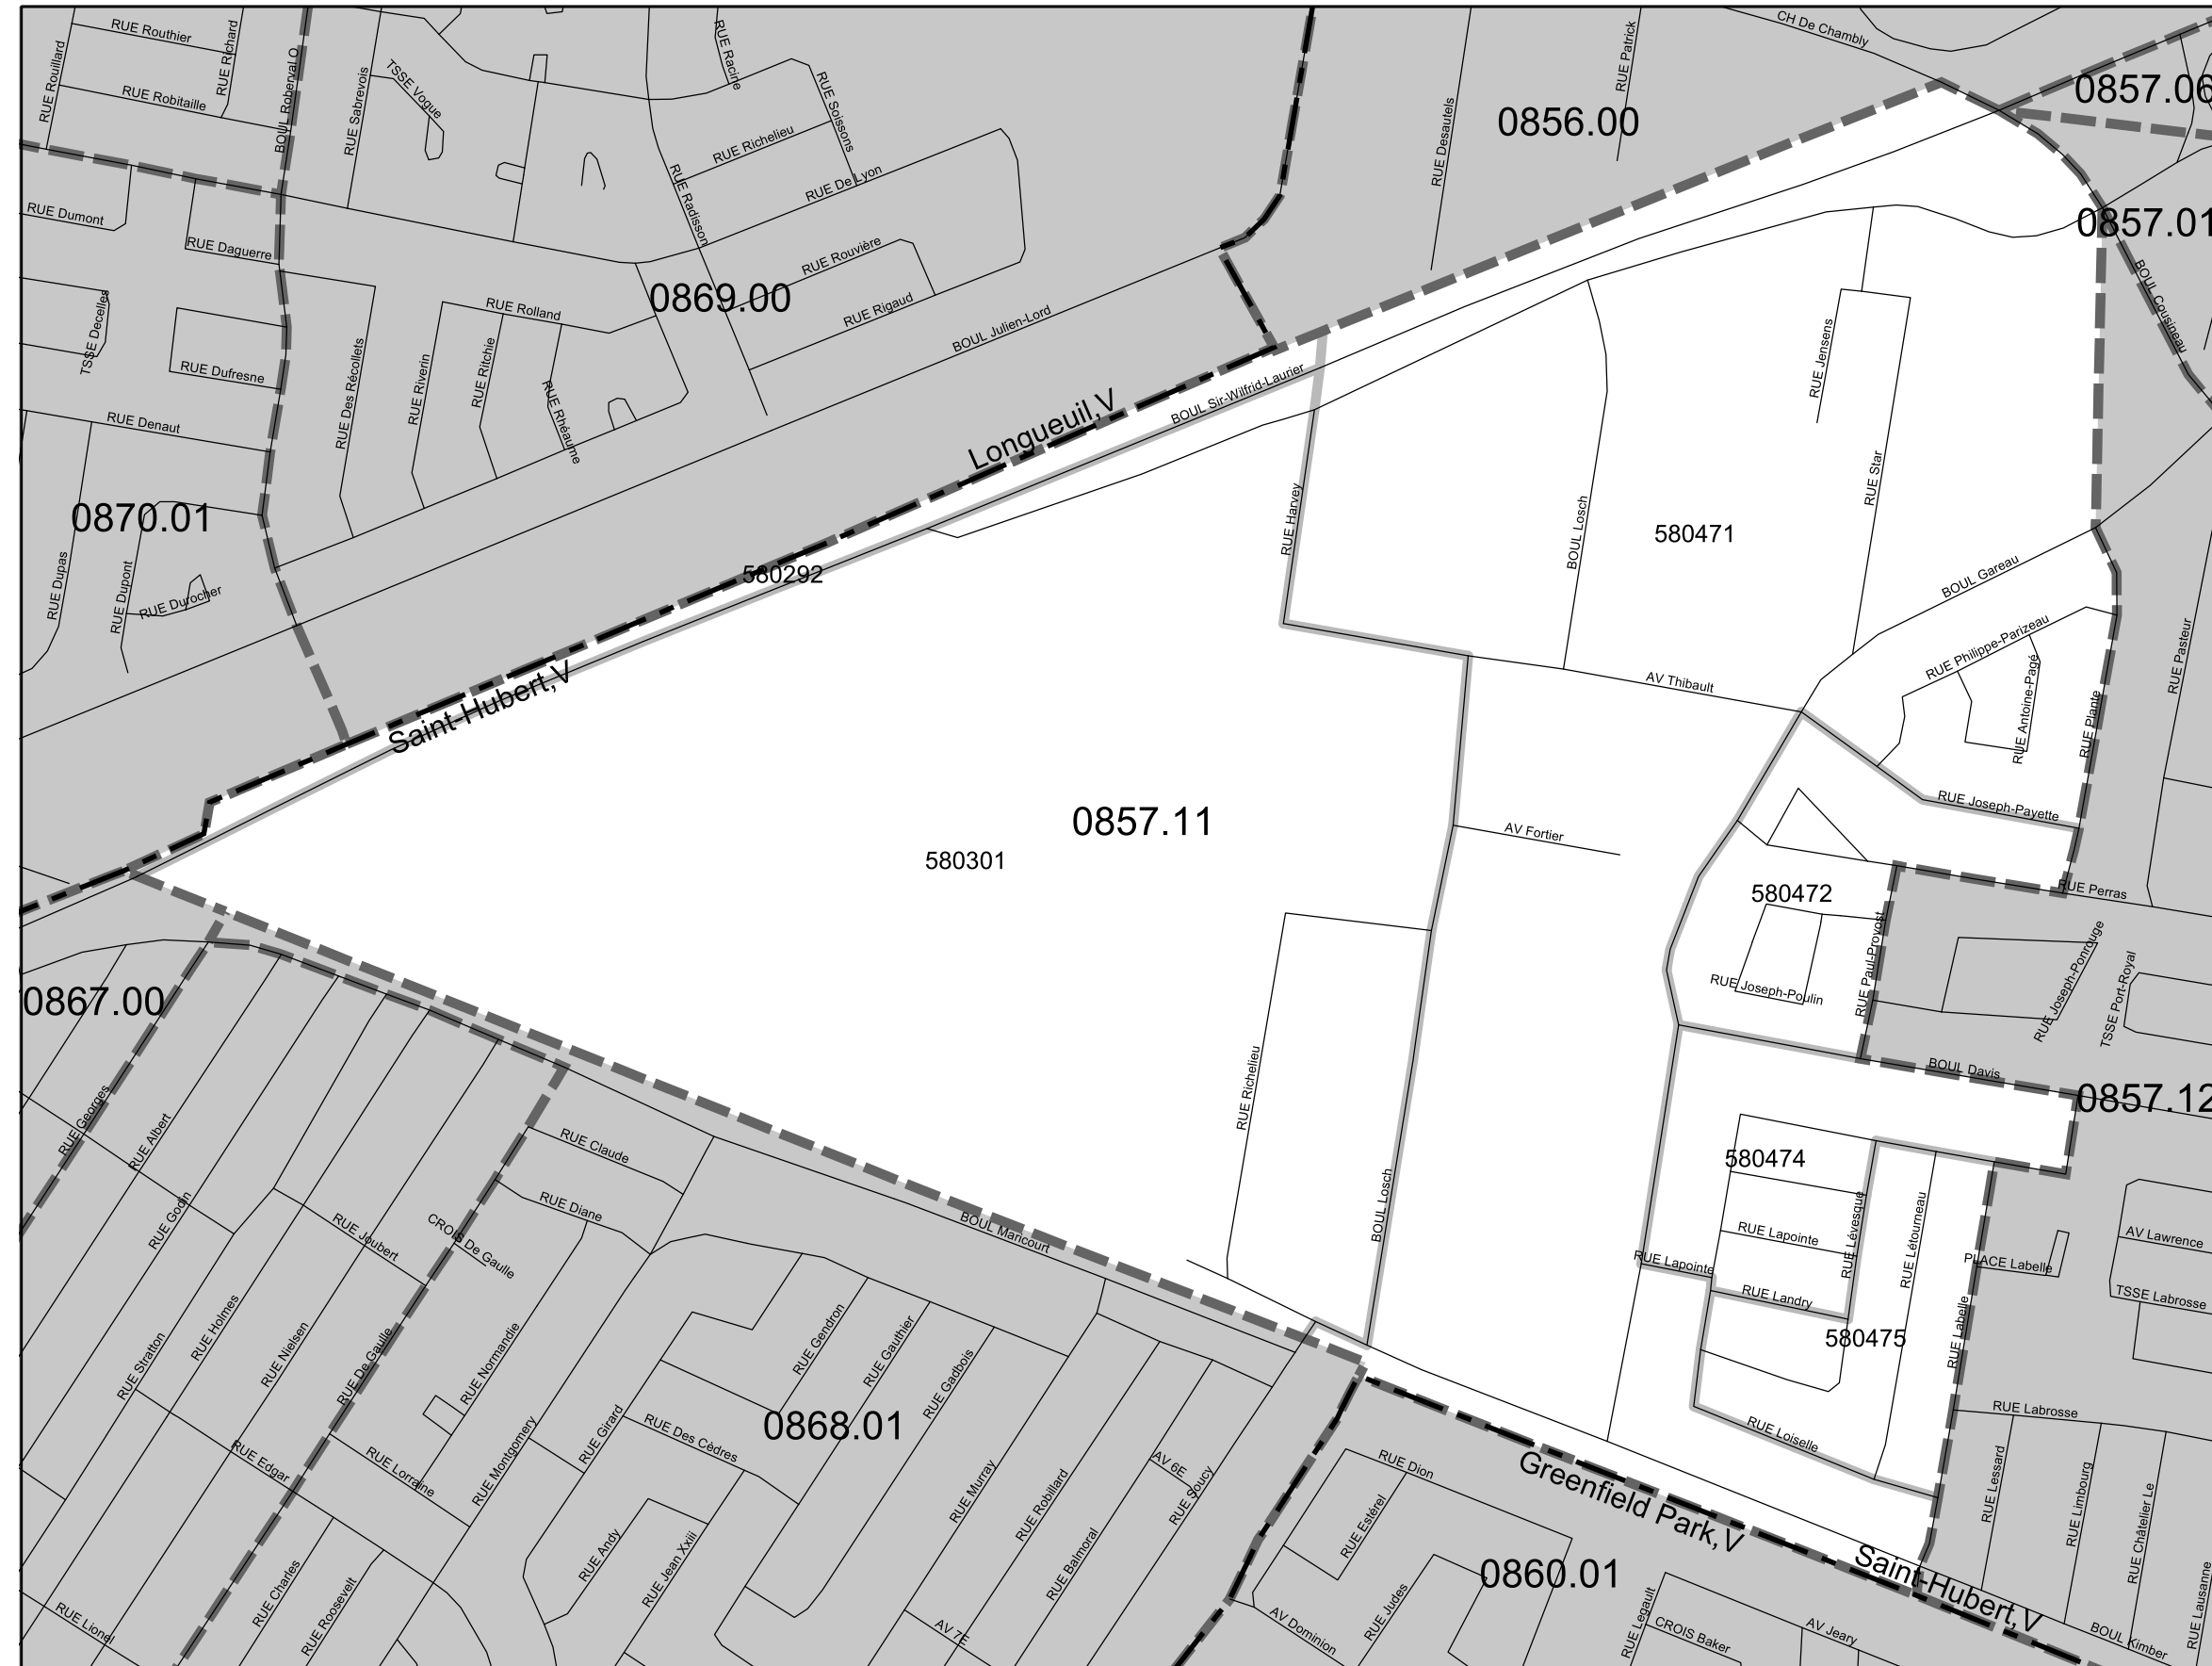 CH De Chambly
RUE Routhier
RUE Richard
RUE Rouillard
RUE Robitaille
BOUL Roberval O
RUE Sabrevois
TSSE Vogue
RUE Racine
RUE Soissons
RUE Richelieu
RUE De Lyon
RUE Radisson
RUE Desautels
RUE Patrick
0856.00
0857.06
0857.01
RUE Dumont
RUE Daguerre
RUE Rouvière
RUE Rigaud
BOUL Julien-Lord
0869.00
RUE Rolland
TSSE Decelles
RUE Dufresne
RUE Des Récollets
RUE Riverin
RUE Ritchie
RUE Rhéaume
RUE Denaut
0870.01
RUE Dupas
RUE Dupont
RUE Durocher
BOUL Cousineau
RUE Jensens
RUE Star
BOUL Sir-Wilfrid-Laurier
Longueuil,V
RUE Harvey
BOUL Losch
580471
580292
BOUL Gareau
RUE Philippe-Parizeau
RUE Antoine-Pagé
RUE Plante
RUE Pasteur
Saint-Hubert,V
AV Thibault
0857.11
580301
AV Fortier
RUE Joseph-Payette
RUE Perras
580472
RUE Paul-Provost
RUE Joseph-Poulin
RUE Joseph-Ponrouge
TSSE Port-Royal
0867.00
BOUL Davis
0857.12
RUE Richelieu
BOUL Losch
580474
RUE Lapointe
RUE Lapointe
RUE Lévesque
RUE Létourneau
RUE Landry
580475
RUE Labelle
PLACE Labelle
AV Lawrence
TSSE Labrosse
RUE Labrosse
RUE Loiselle
RUE Georges
RUE Albert
RUE Godin
RUE Claude
RUE Diane
RUE Joubert
CROIS De Gaulle
BOUL Maricourt
RUE Stratton
RUE Holmes
RUE Nielsen
RUE De Gaulle
RUE Normandie
RUE Gendron
RUE Gauthier
RUE Gadbois
0868.01
RUE Girard
RUE Des Cèdres
RUE Montgomery
RUE Edgar
RUE Lorraine
RUE Murray
RUE Robillard
AV 6E
RUE Soucy
RUE Balmoral
RUE Andy
RUE Jean Xxiii
RUE Charles
RUE Roosevelt
RUE Lionel
AV 7E
RUE Dion
RUE Estérel
Greenfield Park,V
0860.01
RUE Judes
AV Dominion
RUE Legault
CROIS Baker
AV Jeary
Saint-Hubert,V
BOUL Kimber
RUE Lessard
RUE Limbourg
RUE Châtelier Le
RUE Lausanne